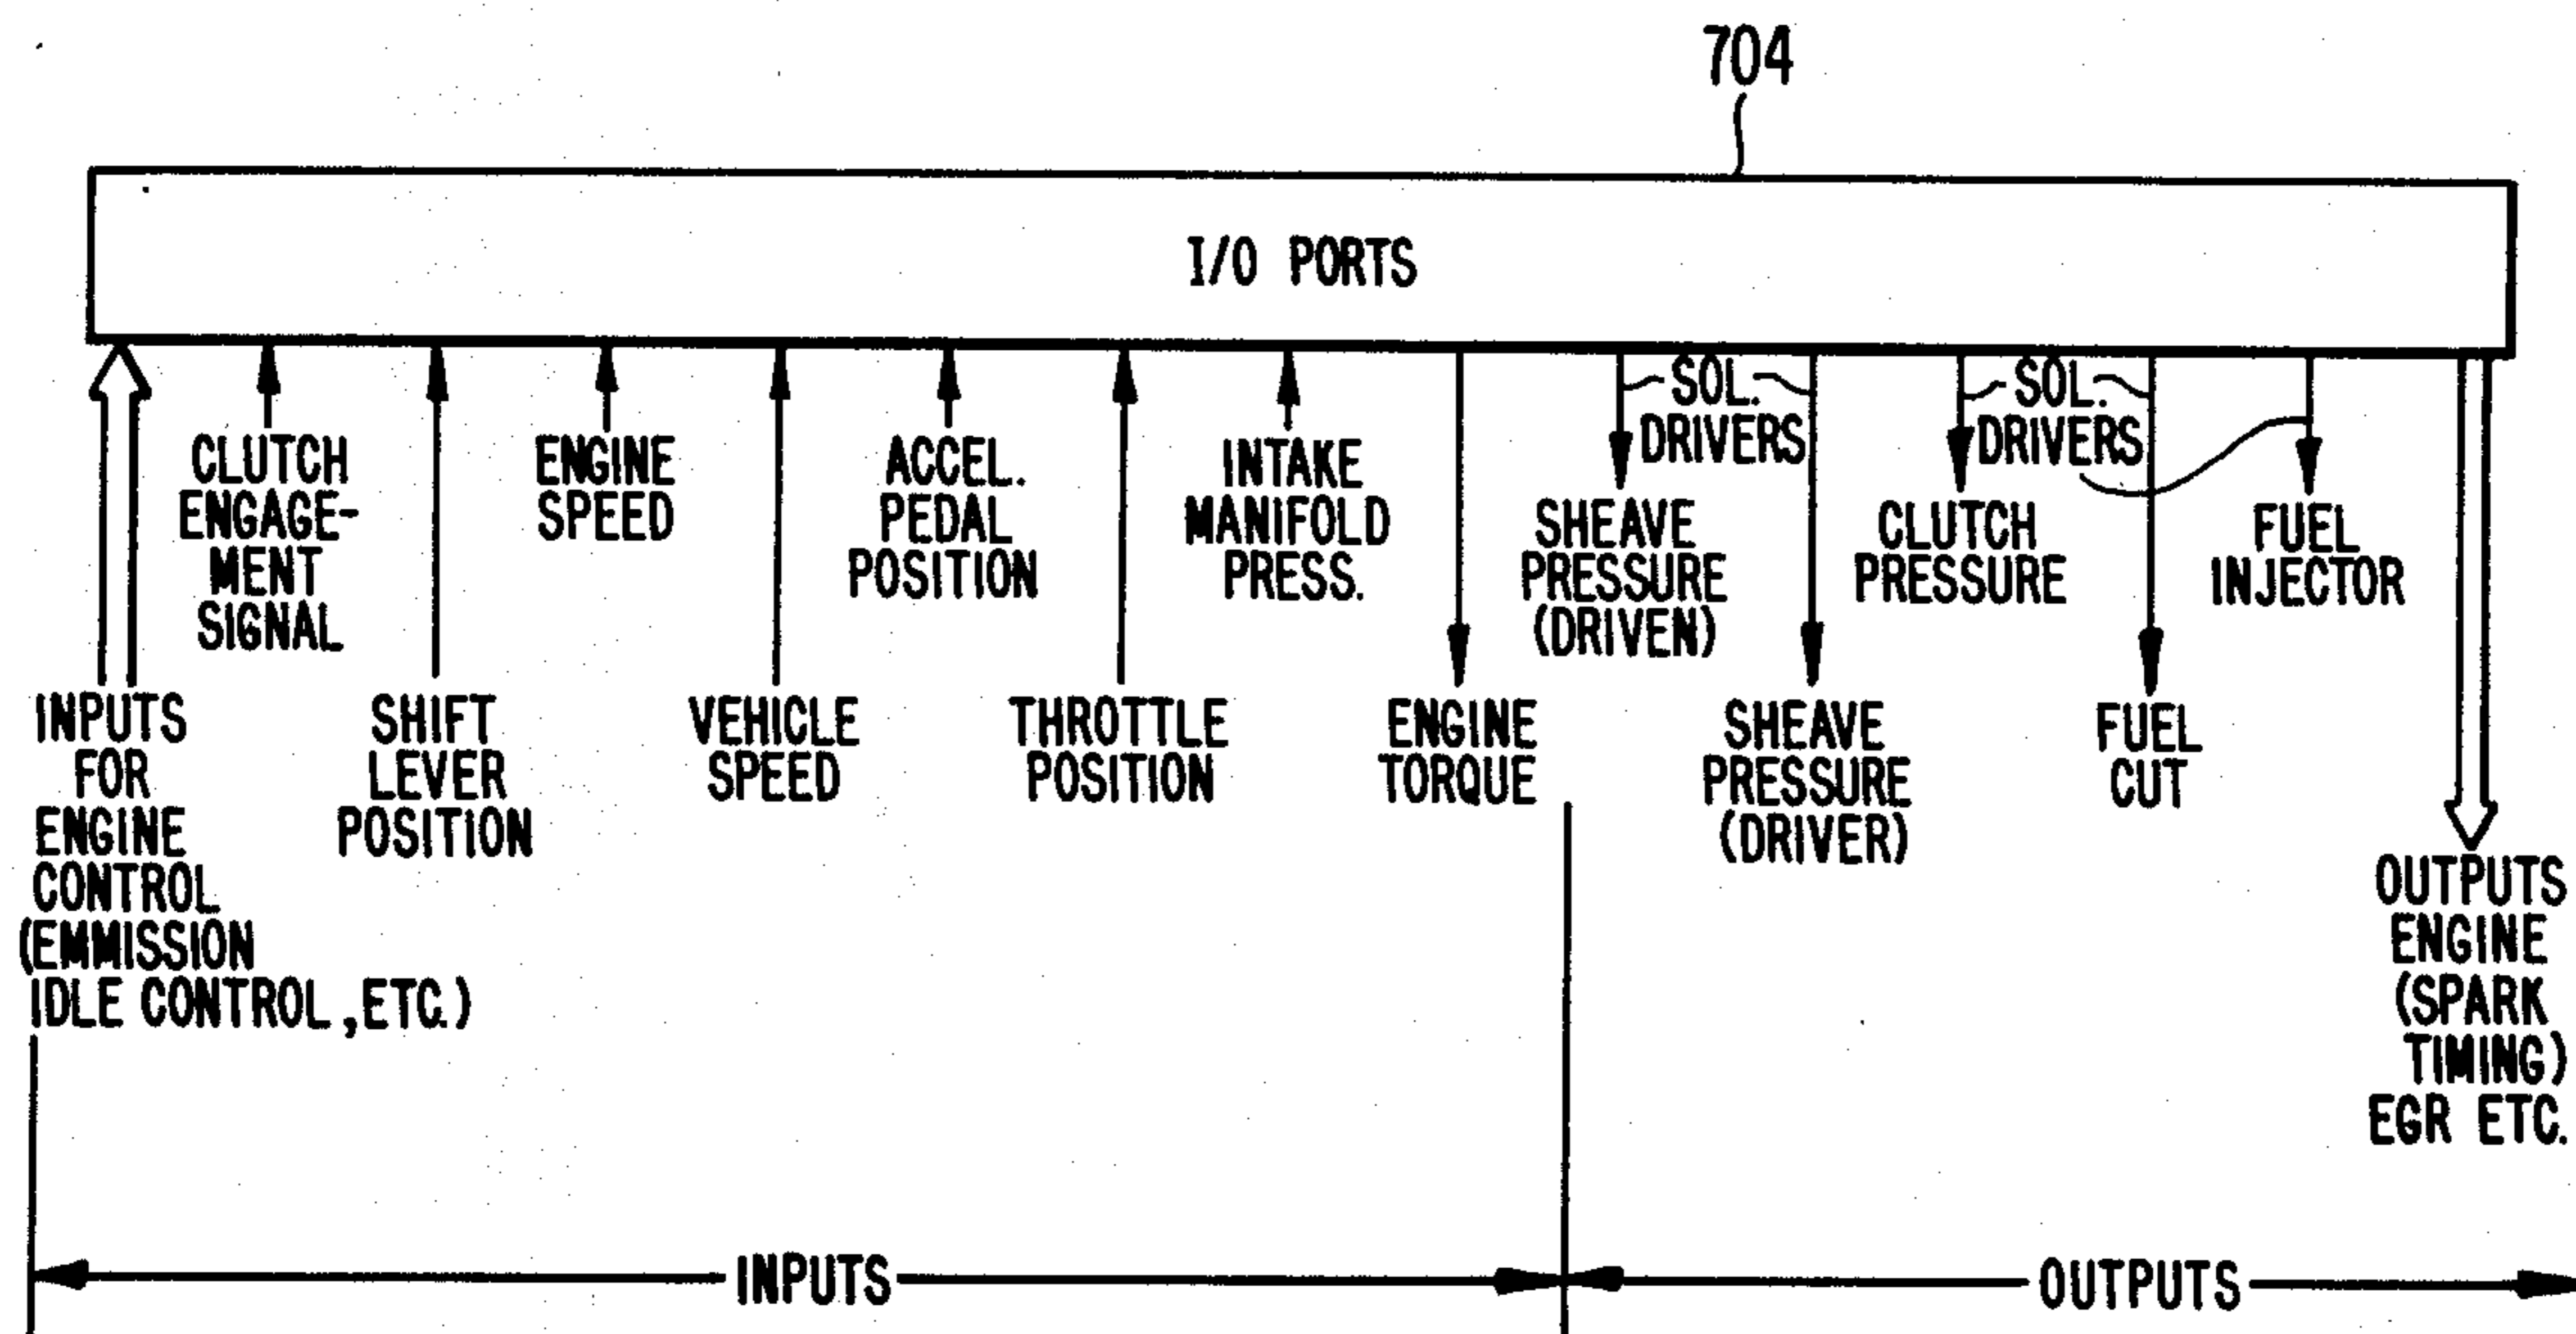 704
I/O PORTS
INPUTS
FOR
ENGINE
CONTROL
(EMMISSION
IDLE CONTROL, ETC.)
CLUTCH
ENGAGE-
MENT
SIGNAL
SHIFT
LEVER
POSITION
ENGINE
SPEED
VEHICLE
SPEED
ACCEL.
PEDAL
POSITION
THROTTLE
POSITION
INTAKE
MANIFOLD
PRESS.
ENGINE
TORQUE
SHEAVE
PRESSURE
(DRIVEN)
SOL.
DRIVERS
SHEAVE
PRESSURE
(DRIVER)
CLUTCH
PRESSURE
SOL.
DRIVERS
FUEL
CUT
FUEL
INJECTOR
OUTPUTS
ENGINE
(SPARK
TIMING)
EGR ETC.
INPUTS
OUTPUTS